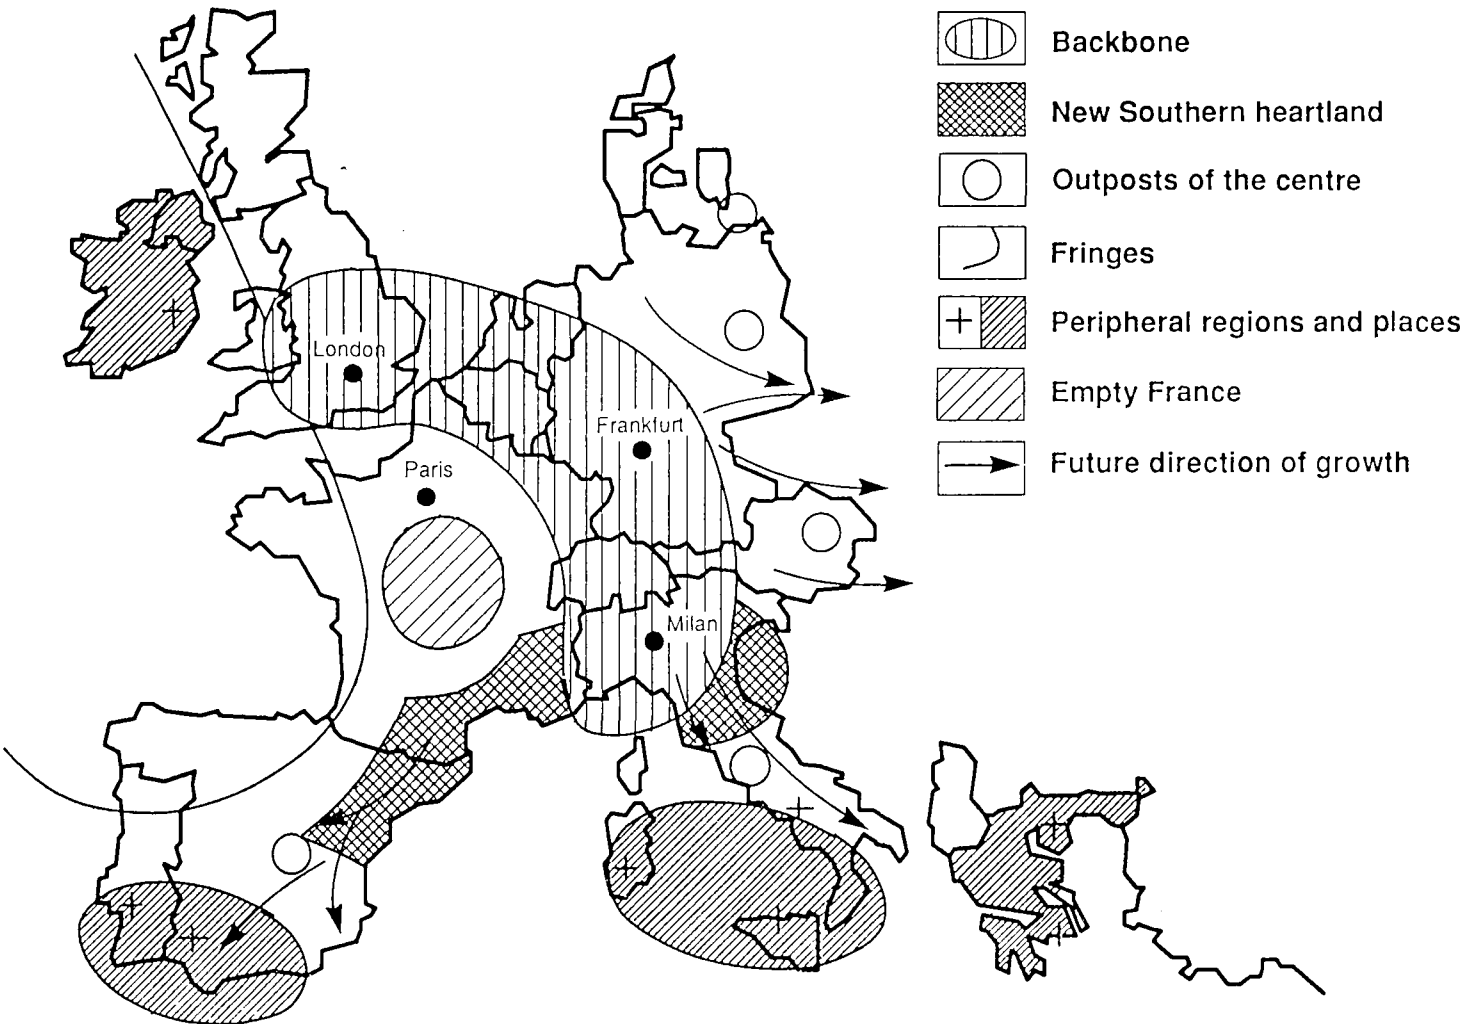 Backbone
New Southern heartland
Outposts of the centre
Fringes
Peripheral regions and places
Empty France
Future direction of growth
London
Frankfurt
Paris
Milan